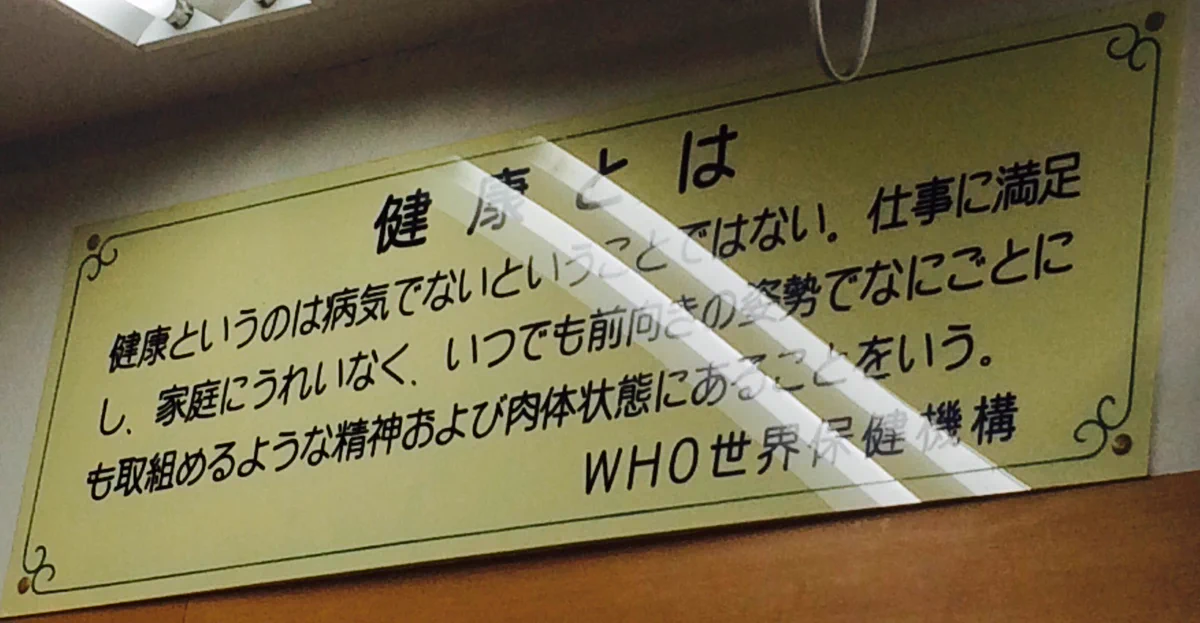 健康とは
健康というのは病気でないということではない。仕事に満足
し、家庭にうれいなく、いつでも前向きの姿勢でなにごとに
も取組めるような精神および肉体状態にあることをいう。
WHO世界保健機構